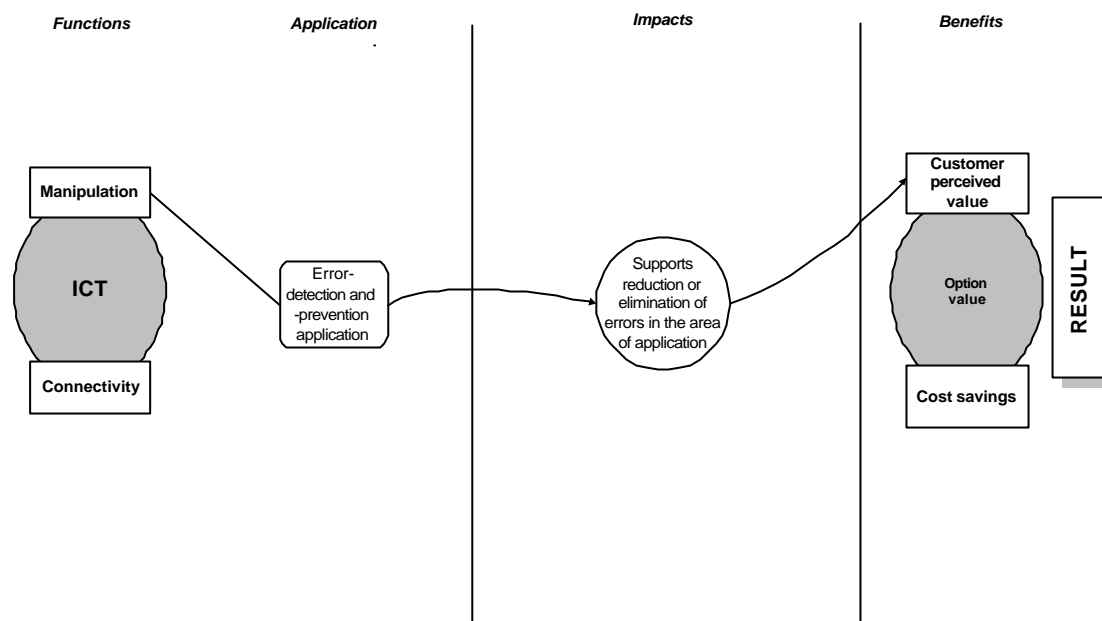 Functions
Application
.
Impacts
Benefits
Manipulation
ICT
Connectivity
Error-
detection and
-prevention
application
Supports
reduction or
elimination of
errors in the area
of application
Customer
perceived
value
Option
value
Cost savings
RESULT